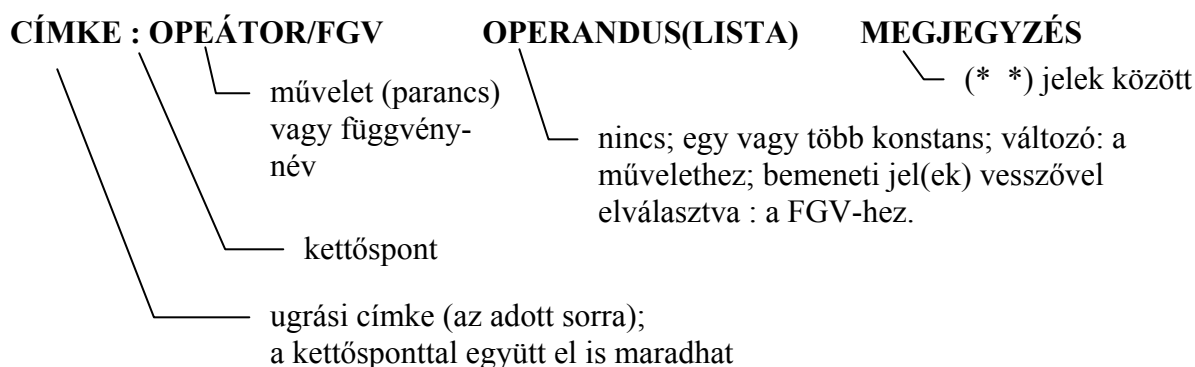 CÍMKE : OPEÁTOR/FGV OPERANDUS(LISTA) MEGJEGYZÉS
(* *) jelek között
művelet (parancs)
vagy függvény-
név
nincs; egy vagy több konstans; változó: a
művelethez; bemeneti jel(ek) vesszővel
elválasztva : a FGV-hez.
kettőspont
ugrási címke (az adott sorra);
a kettősponttal együtt el is maradhat